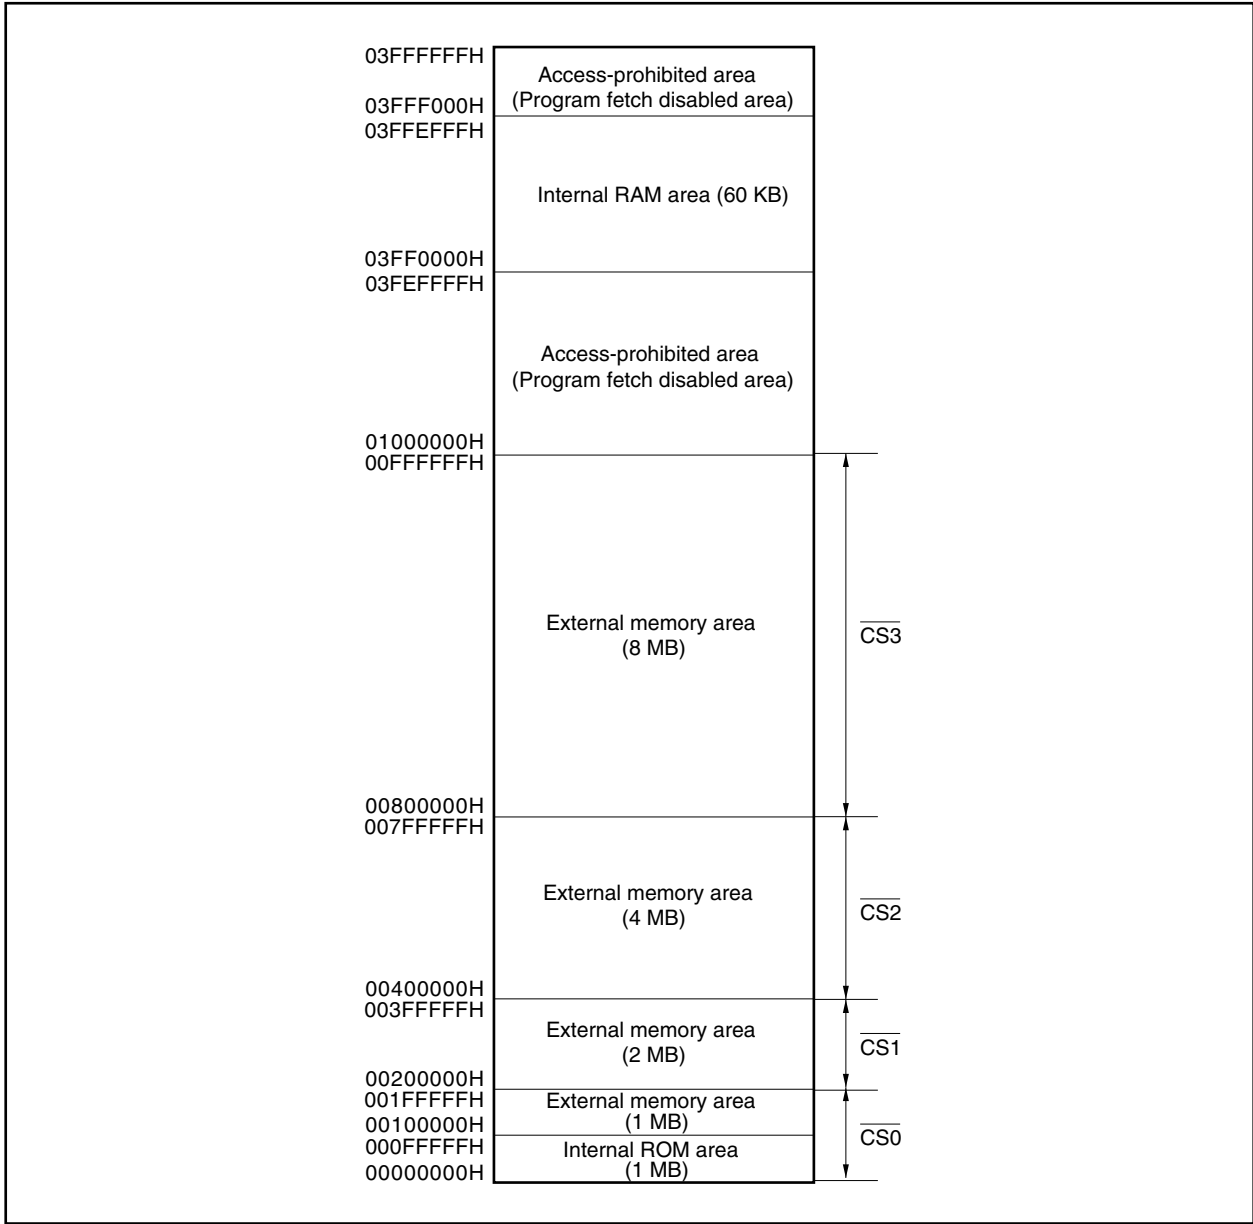 03FFFFFFH
Access-prohibited area
(Program fetch disabled area)
03FFF000H
03FFEFFFH
Internal RAM area (60 KB)
03FF0000H
03FEFFFFH
Access-prohibited area
(Program fetch disabled area)
01000000H
00FFFFFFH
External memory area
(8 MB)
CS3
00800000H
007FFFFFH
External memory area
(4 MB)
CS2
00400000H
003FFFFFH
External memory area
(2 MB)
CS1
00200000H
001FFFFFH
External memory area
(1 MB)
00100000H
CS0
000FFFFFH
Internal ROM area
(1 MB)
00000000H